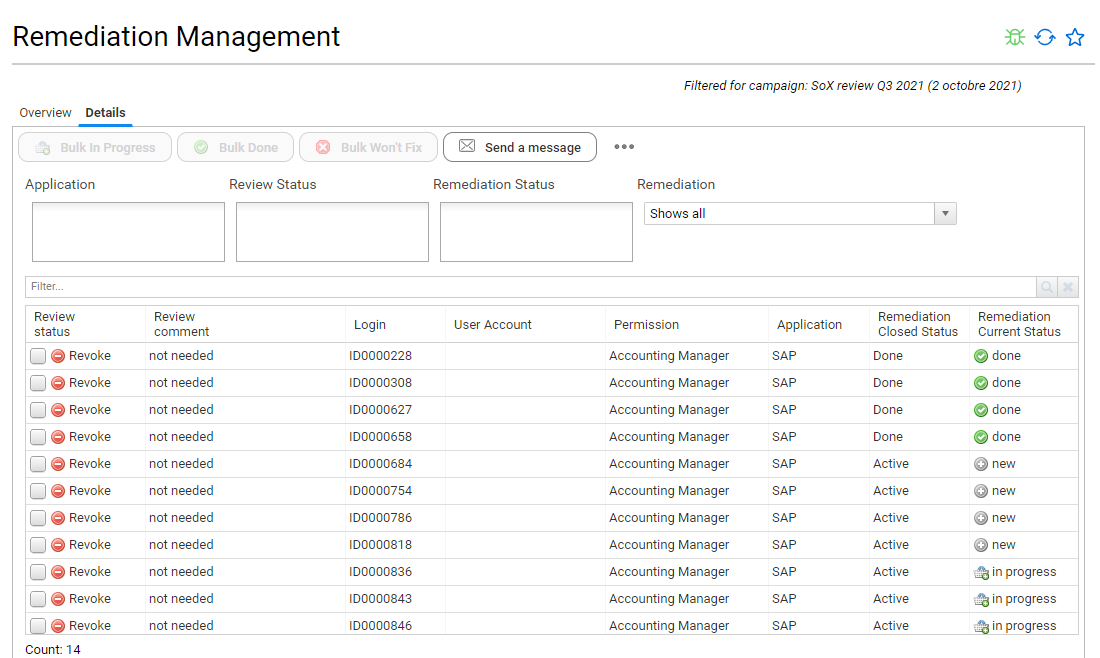 Remediation Management
Filtered for campaign: SoX review Q3 2021 (2 octobre 2021)
Overview Details
Bulk In Progress Bulk Done Bulk Won't Fix Send a message
Application Review Status Remediation Status Remediation
Shows all
Filter...
Review status Review comment Login User Account Permission Application Remediation Closed Status Remediation Current Status
Revoke not needed ID0000228 Accounting Manager SAP Done done
Revoke not needed ID0000308 Accounting Manager SAP Done done
Revoke not needed ID0000627 Accounting Manager SAP Done done
Revoke not needed ID0000658 Accounting Manager SAP Done done
Revoke not needed ID0000684 Accounting Manager SAP Active new
Revoke not needed ID0000754 Accounting Manager SAP Active new
Revoke not needed ID0000786 Accounting Manager SAP Active new
Revoke not needed ID0000818 Accounting Manager SAP Active new
Revoke not needed ID0000836 Accounting Manager SAP Active in progress
Revoke not needed ID0000843 Accounting Manager SAP Active in progress
Revoke not needed ID0000846 Accounting Manager SAP Active in progress
Count: 14